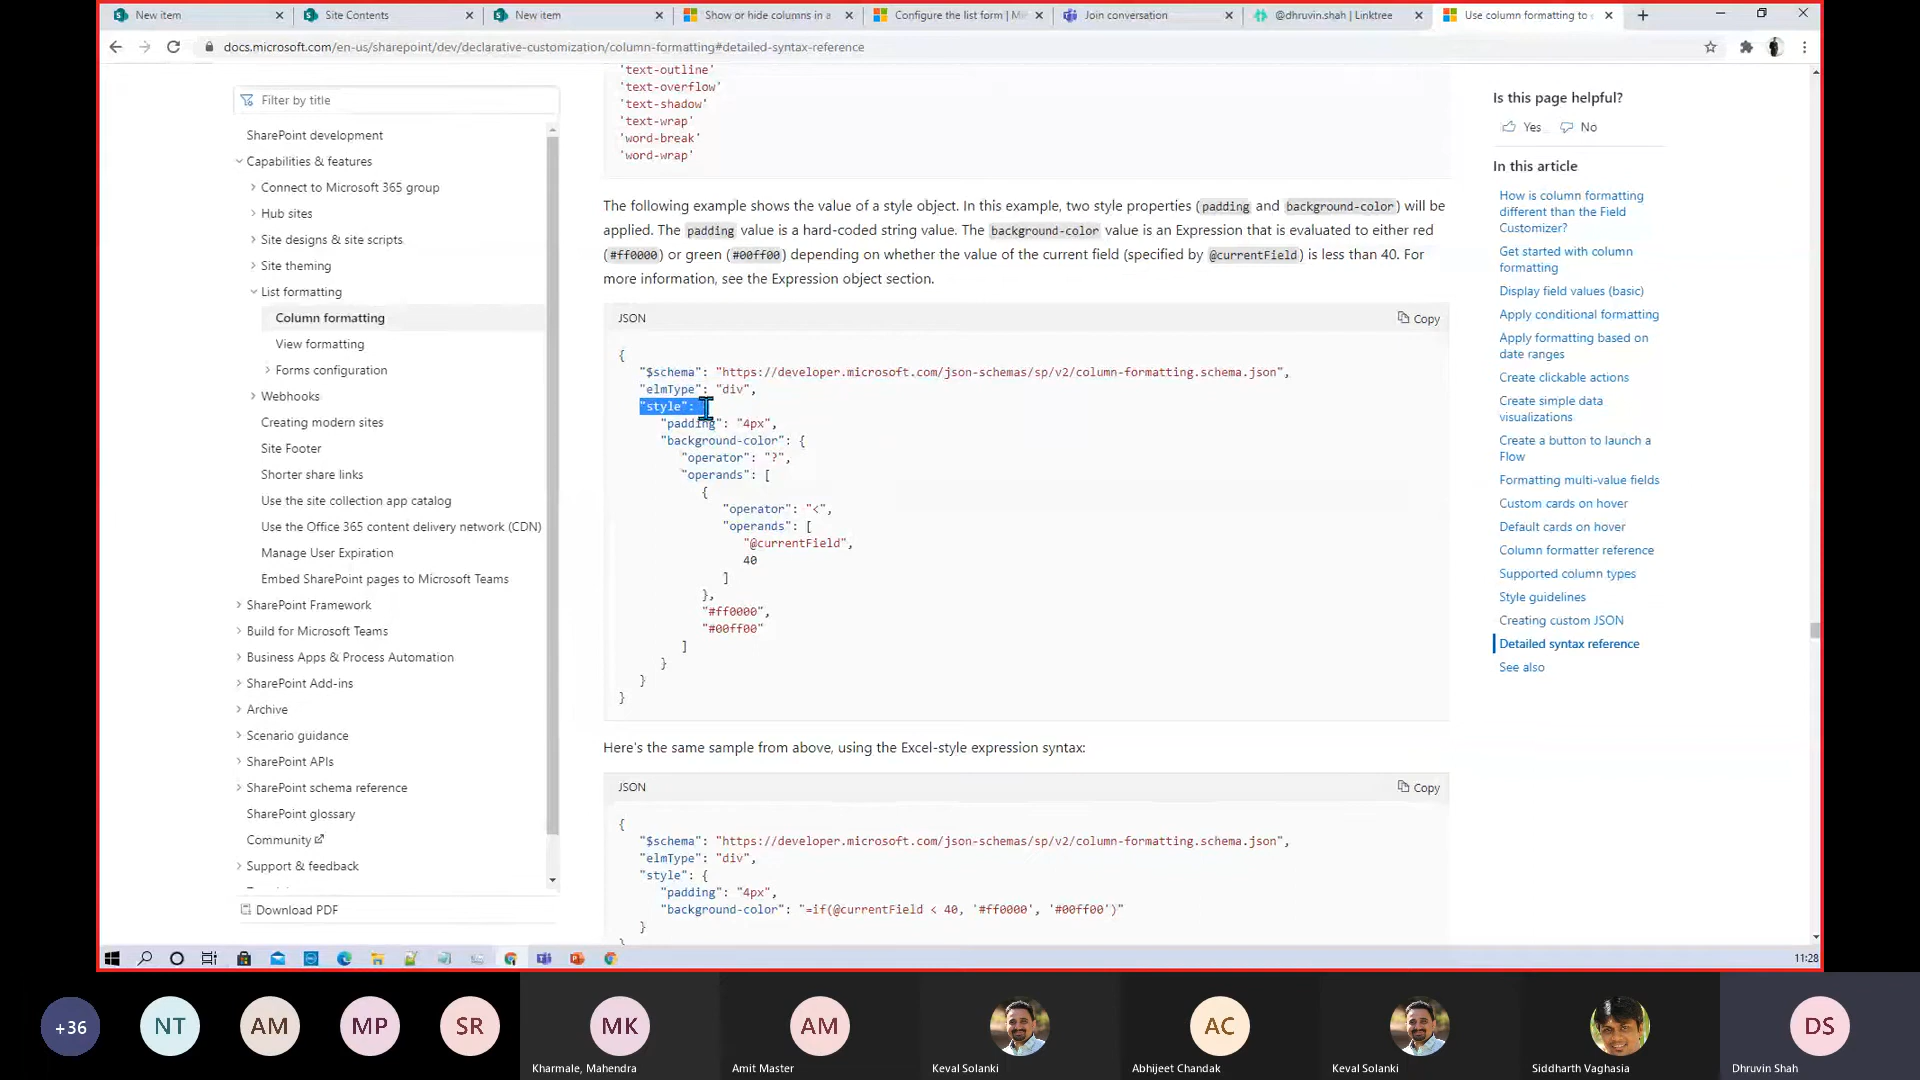 New item
Site Contents
New item
Show or hide columns in a
Configure the list form | Mi
Join conversation
@dhruvin.shah | Linktree
Use column formatting to
docs.microsoft.com/en-us/sharepoint/dev/declarative-customization/column-formatting#detailed-syntax-reference
Filter by title
SharePoint development
Capabilities & features
Connect to Microsoft 365 group
Hub sites
Site designs & site scripts
Site theming
List formatting
Column formatting
View formatting
Forms configuration
Webhooks
Creating modern sites
Site Footer
Shorter share links
Use the site collection app catalog
Use the Office 365 content delivery network (CDN)
Manage User Expiration
Embed SharePoint pages to Microsoft Teams
SharePoint Framework
Build for Microsoft Teams
Business Apps & Process Automation
SharePoint Add-ins
Archive
Scenario guidance
SharePoint APIs
SharePoint schema reference
SharePoint glossary
Community
Support & feedback
Download PDF
'text-outline'
'text-overflow'
'text-shadow'
'text-wrap'
'word-break'
'word-wrap'
The following example shows the value of a style object. In this example, two style properties (padding and background-color) will be
applied. The padding value is a hard-coded string value. The background-color value is an Expression that is evaluated to either red
(#ff0000) or green (#00ff00) depending on whether the value of the current field (specified by @currentField) is less than 40. For
more information, see the Expression object section.
JSON
Copy
{
"$schema": "https://developer.microsoft.com/json-schemas/sp/v2/column-formatting.schema.json",
"elmType": "div",
"style":
"padding": "4px",
"background-color": {
"operator": "?",
"operands": [
{
"operator": "<",
"operands": [
"@currentField",
40
]
},
"#ff0000",
"#00ff00"
]
}
}
}
Here's the same sample from above, using the Excel-style expression syntax:
JSON
Copy
{
"$schema": "https://developer.microsoft.com/json-schemas/sp/v2/column-formatting.schema.json",
"elmType": "div",
"style": {
"padding": "4px",
"background-color": "=if(@currentField < 40, '#ff0000', '#00ff00')"
}
Is this page helpful?
Yes
No
In this article
How is column formatting
different than the Field
Customizer?
Get started with column
formatting
Display field values (basic)
Apply conditional formatting
Apply formatting based on
date ranges
Create clickable actions
Create simple data
visualizations
Create a button to launch a
Flow
Formatting multi-value fields
Custom cards on hover
Default cards on hover
Column formatter reference
Supported column types
Style guidelines
Creating custom JSON
Detailed syntax reference
See also
11:28
+36
NT
AM
MP
SR
MK
AM
AC
DS
Kharmale, Mahendra
Amit Master
Keval Solanki
Abhijeet Chandak
Keval Solanki
Siddharth Vaghasia
Dhruvin Shah